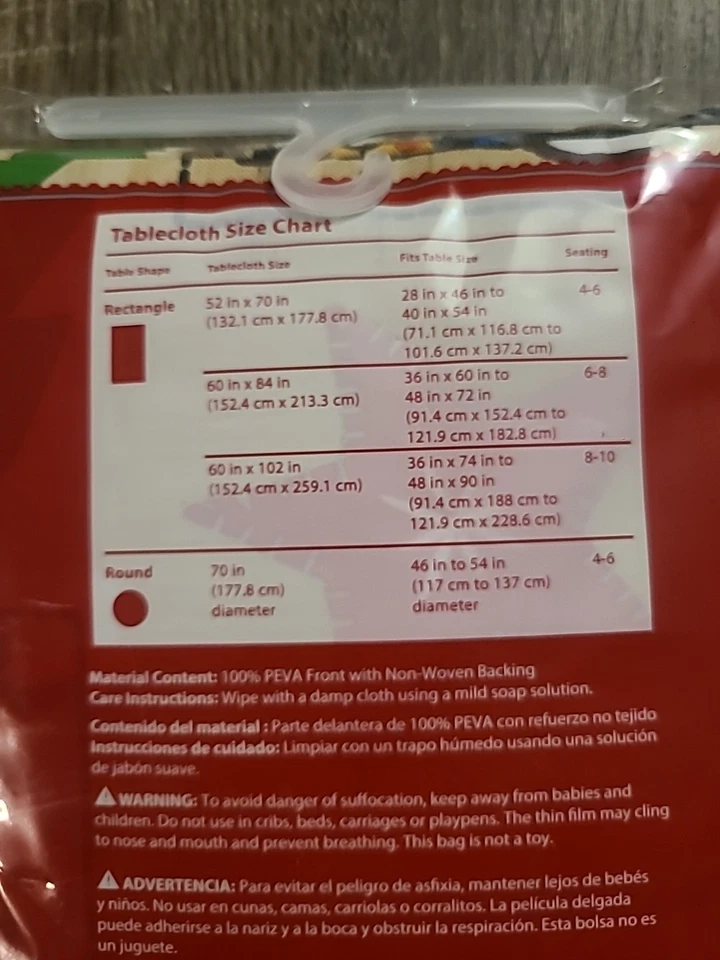 Tablecloth Size Chart
Table Shape Tablecloth Size Fits Table Size Seating
Rectangle 52 in x 70 in 28 in x 46 in to 4-6
(132.1 cm x 177.8 cm) 40 in x 54 in
(71.1 cm x 116.8 cm to
101.6 cm x 137.2 cm)
60 in x 84 in 36 in x 60 in to 6-8
(152.4 cm x 213.3 cm) 48 in x 72 in
(91.4 cm x 152.4 cm to
121.9 cm x 182.8 cm)
60 in x 102 in 36 in x 74 in to 8-10
(152.4 cm x 259.1 cm) 48 in x 90 in
(91.4 cm x 188 cm to
121.9 cm x 228.6 cm)
Round 70 in 46 in to 54 in 4-6
(177.8 cm) (117 cm to 137 cm)
diameter diameter
Material Content: 100% PEVA Front with Non-Woven Backing
Care Instructions: Wipe with a damp cloth using a mild soap solution.
Contenido del material : Parte delantera de 100% PEVA con refuerzo no tejido
Instrucciones de cuidado: Limpiar con un trapo húmedo usando una solución
de jabón suave.
⚠ WARNING: To avoid danger of suffocation, keep away from babies and
children. Do not use in cribs, beds, carriages or playpens. The thin film may cling
to nose and mouth and prevent breathing. This bag is not a toy.
⚠ ADVERTENCIA: Para evitar el peligro de asfixia, mantener lejos de bebés
y niños. No usar en cunas, camas, carriolas o corralitos. La película delgada
puede adherirse a la nariz y a la boca y obstruir la respiración. Esta bolsa no es
un juguete.